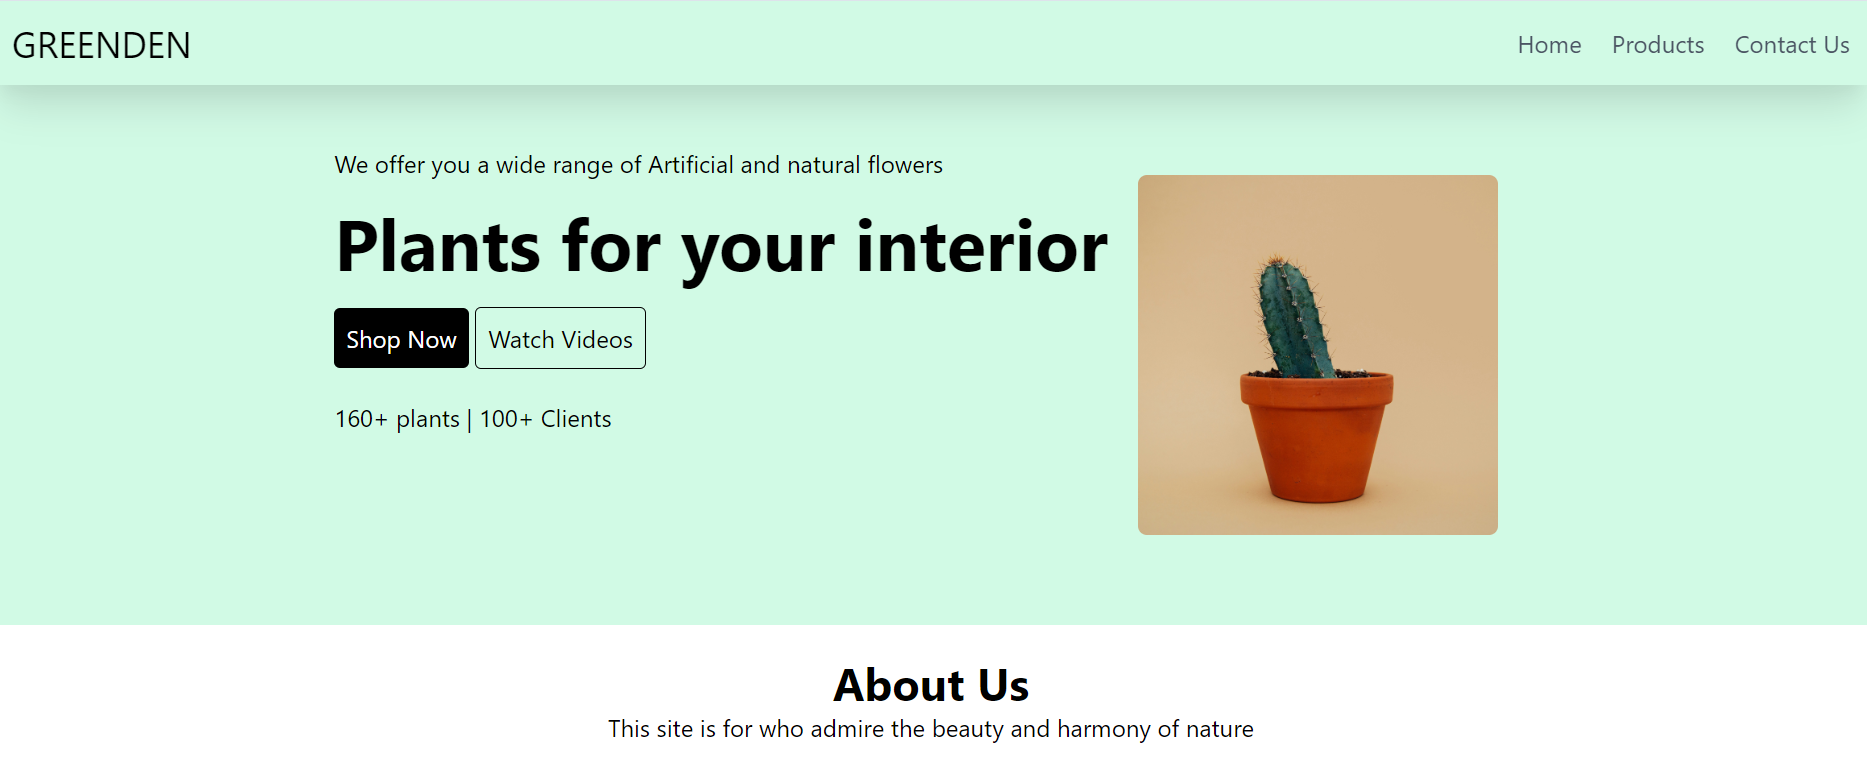 GREENDEN
Home Products Contact Us
We offer you a wide range of Artificial and natural flowers
Plants for your interior
Shop Now Watch Videos
160+ plants | 100+ Clients
About Us
This site is for who admire the beauty and harmony of nature